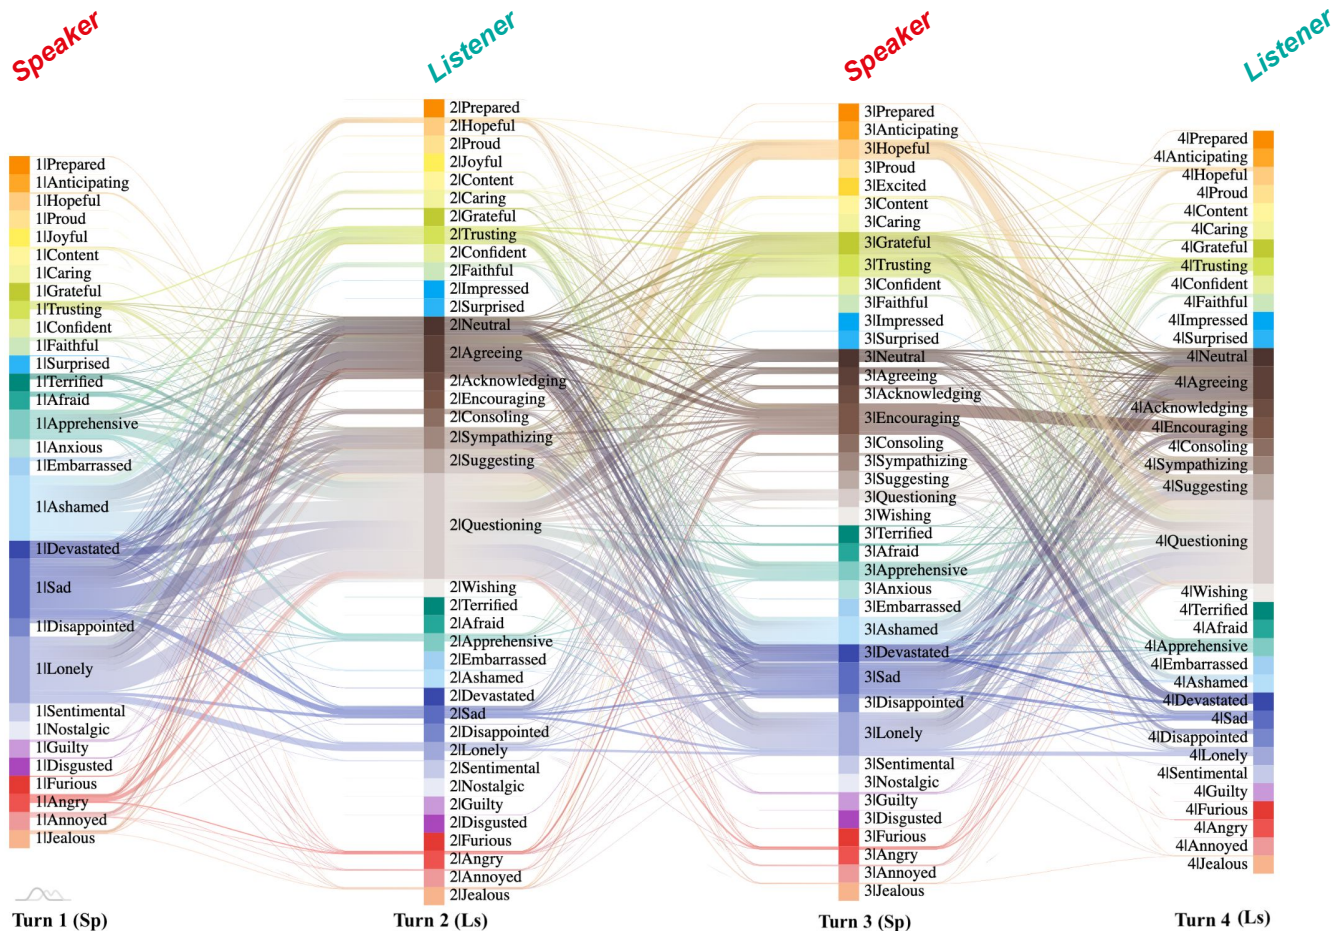 Speaker
Listener
Speaker
Listener
1|Prepared
1|Anticipating
1|Hopeful
1|Proud
1|Joyful
1|Content
1|Caring
1|Grateful
1|Trusting
1|Confident
1|Faithful
1|Surprised
1|Terrified
1|Afraid
1|Apprehensive
1|Anxious
1|Embarrassed
1|Ashamed
1|Devastated
1|Sad
1|Disappointed
1|Lonely
1|Sentimental
1|Nostalgic
1|Guilty
1|Disgusted
1|Furious
1|Angry
1|Annoyed
1|Jealous
2|Prepared
2|Hopeful
2|Proud
2|Joyful
2|Content
2|Caring
2|Grateful
2|Trusting
2|Confident
2|Faithful
2|Impressed
2|Surprised
2|Neutral
2|Agreeing
2|Acknowledging
2|Encouraging
2|Consoling
2|Sympathizing
2|Suggesting
2|Questioning
2|Wishing
2|Terrified
2|Afraid
2|Apprehensive
2|Embarrassed
2|Ashamed
2|Devastated
2|Sad
2|Disappointed
2|Lonely
2|Sentimental
2|Nostalgic
2|Guilty
2|Disgusted
2|Furious
2|Angry
2|Annoyed
2|Jealous
3|Prepared
3|Anticipating
3|Hopeful
3|Proud
3|Excited
3|Content
3|Caring
3|Grateful
3|Trusting
3|Confident
3|Faithful
3|Impressed
3|Surprised
3|Neutral
3|Agreeing
3|Acknowledging
3|Encouraging
3|Consoling
3|Sympathizing
3|Suggesting
3|Questioning
3|Wishing
3|Terrified
3|Afraid
3|Apprehensive
3|Anxious
3|Embarrassed
3|Ashamed
3|Devastated
3|Sad
3|Disappointed
3|Lonely
3|Sentimental
3|Nostalgic
3|Guilty
3|Disgusted
3|Furious
3|Angry
3|Annoyed
3|Jealous
4|Prepared
4|Anticipating
4|Hopeful
4|Proud
4|Content
4|Caring
4|Grateful
4|Trusting
4|Confident
4|Faithful
4|Impressed
4|Surprised
4|Neutral
4|Agreeing
4|Acknowledging
4|Encouraging
4|Consoling
4|Sympathizing
4|Suggesting
4|Questioning
4|Wishing
4|Terrified
4|Afraid
4|Apprehensive
4|Embarrassed
4|Ashamed
4|Devastated
4|Sad
4|Disappointed
4|Lonely
4|Sentimental
4|Guilty
4|Furious
4|Angry
4|Annoyed
4|Jealous
Turn 1 (Sp)
Turn 2 (Ls)
Turn 3 (Sp)
Turn 4 (Ls)